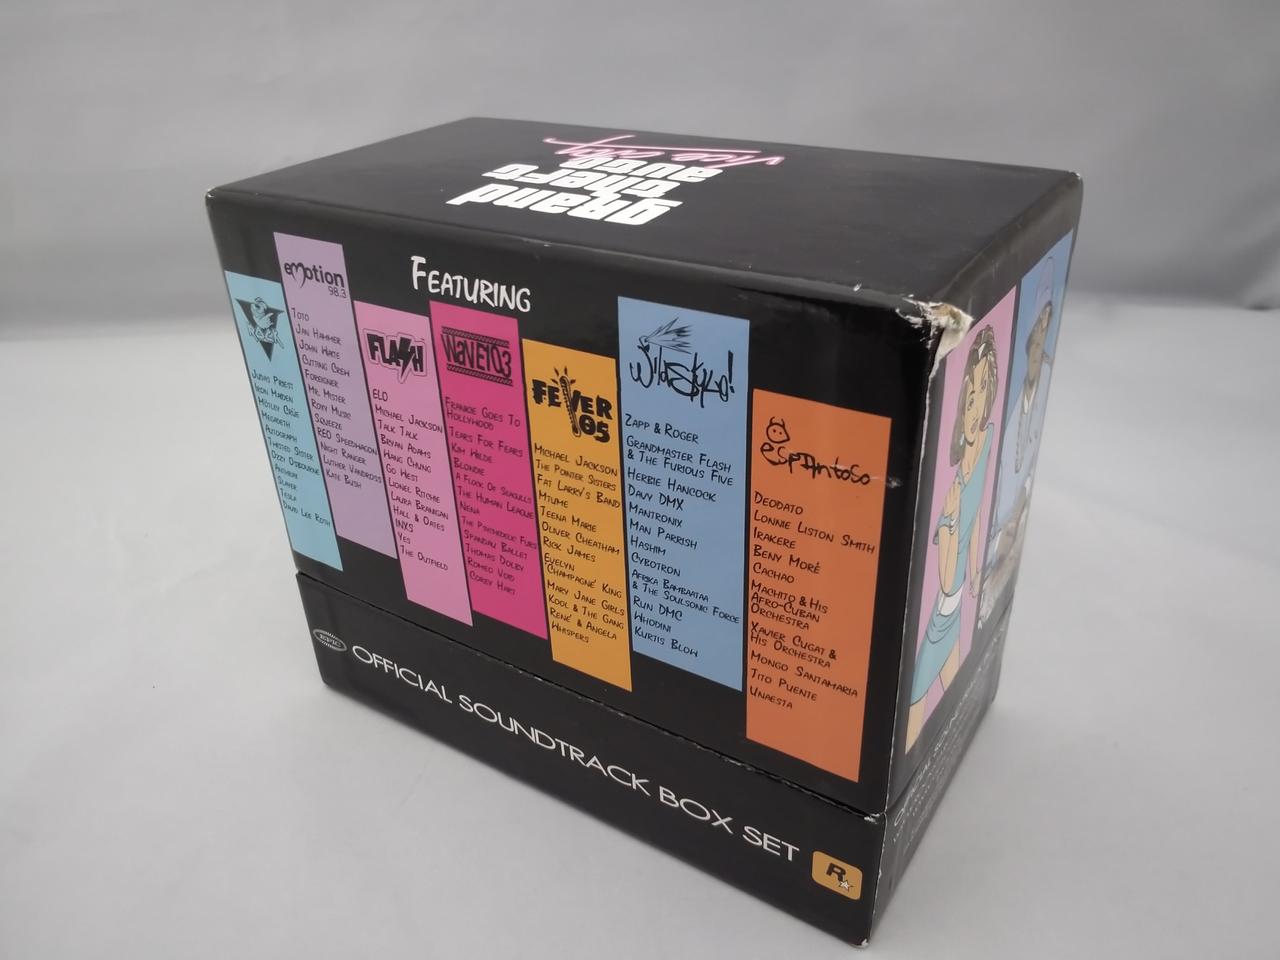 grand
theft
auto
Vice City
FEATURING
ROCK
JUDAS PRIEST
IRON MAIDEN
MÖTLEY CRÜE
MEGADETH
AUTOGRAPH
TWISTED SISTER
OZZY OSBOURNE
ANTHRAX
SLAYER
TESLA
DAVID LEE ROTH
emotion
98.3
TOTO
JAN HAMMER
JOHN WAITE
CUTTING CREW
FOREIGNER
MR. MISTER
ROXY MUSIC
SQUEEZE
REO SPEEDWAGON
NIGHT RANGER
LUTHER VANDROSS
KATE BUSH
FLASH
ELO
MICHAEL JACKSON
TALK TALK
BRYAN ADAMS
WANG CHUNG
GO WEST
LIONEL RITCHIE
LAURA BRANIGAN
HALL & OATES
INXS
YES
THE OUTFIELD
WAVE103
FRANKIE GOES TO
HOLLYWOOD
TEARS FOR FEARS
KIM WILDE
BLONDIE
A FLOCK OF SEAGULLS
THE HUMAN LEAGUE
NENA
THE PSYCHEDELIC FURS
SPANDAU BALLET
THOMAS DOLBY
ROMEO VOID
COREY HART
FEVER
105
MICHAEL JACKSON
THE POINTER SISTERS
FAT LARRY'S BAND
MTUME
TEENA MARIE
OLIVER CHEATHAM
RICK JAMES
EVELYN
CHAMPAGNE KING
MARY JANE GIRLS
KOOL & THE GANG
RENÉ & ANGELA
WHISPERS
Wildstyle!
ZAPP & ROGER
GRANDMASTER FLASH
& THE FURIOUS FIVE
HERBIE HANCOCK
DAVY DMX
MANTRONIX
MAN PARRISH
HASHIM
CYBOTRON
AFRIKA BAMBAATAA
& THE SOULSONIC FORCE
RUN DMC
WHODINI
KURTIS BLOW
ESPANTOSO
DEODATO
LONNIE LISTON SMITH
IRAKERE
BENY MORÉ
CACHAO
MACHITO & HIS
AFRO-CUBAN
ORCHESTRA
XAVIER CUGAT &
HIS ORCHESTRA
MONGO SANTAMARIA
TITO PUENTE
UNAESTA
EPIC
OFFICIAL SOUNDTRACK BOX SET
R
OFFICIAL SOUNDTRACK